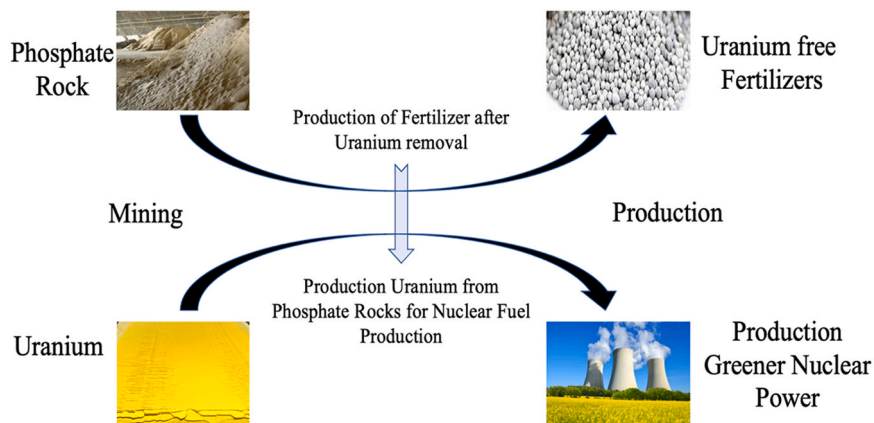 Phosphate
Rock
Uranium free
Fertilizers
Production of Fertilizer after
Uranium removal
Mining
Production
Production Uranium from
Phosphate Rocks for Nuclear Fuel
Production
Uranium
Production
Greener Nuclear
Power